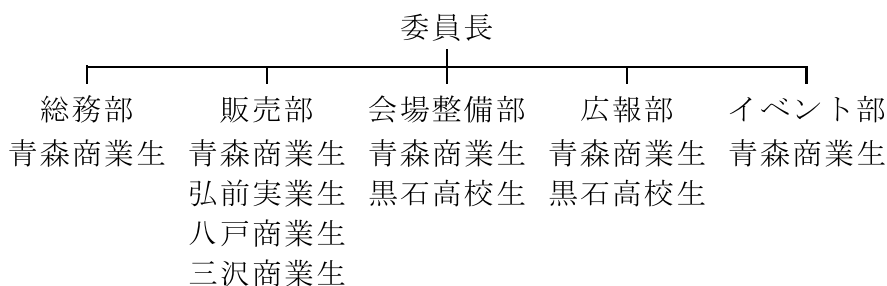 委員長
総務部 販売部 会場整備部 広報部 イベント部
青森商業生 青森商業生 青森商業生 青森商業生 青森商業生
弘前実業生 黒石高校生 黒石高校生
八戸商業生
三沢商業生